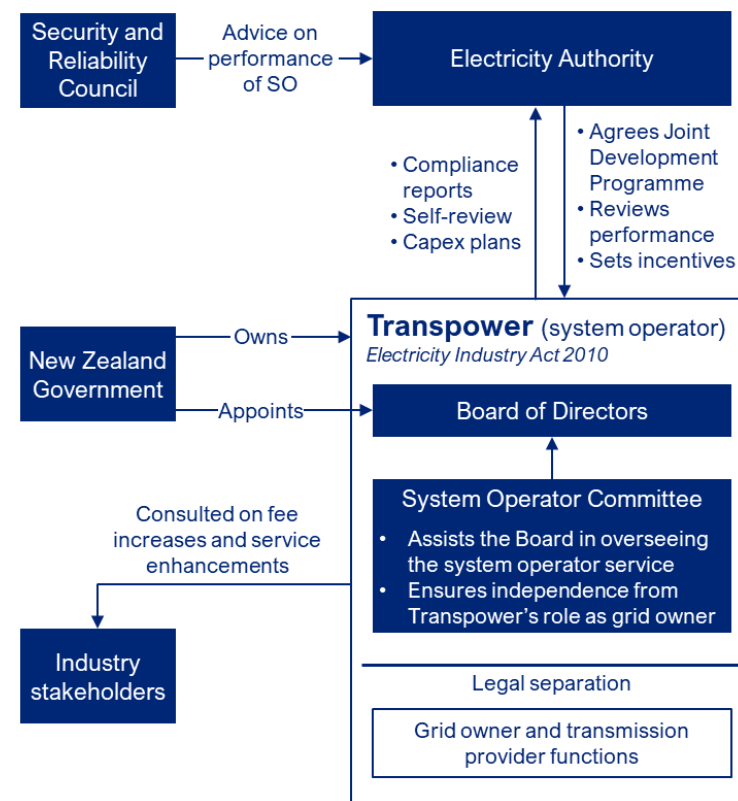 Security and
Reliability
Council
Advice on
performance
of SO
Electricity Authority
• Compliance
reports
• Self-review
• Capex plans
• Agrees Joint
Development
Programme
• Reviews
performance
• Sets incentives
New Zealand
Government
Owns
Appoints
Transpower (system operator)
Electricity Industry Act 2010
Board of Directors
System Operator Committee
• Assists the Board in overseeing
the system operator service
• Ensures independence from
Transpower’s role as grid owner
Consulted on fee
increases and service
enhancements
Industry
stakeholders
Legal separation
Grid owner and transmission
provider functions